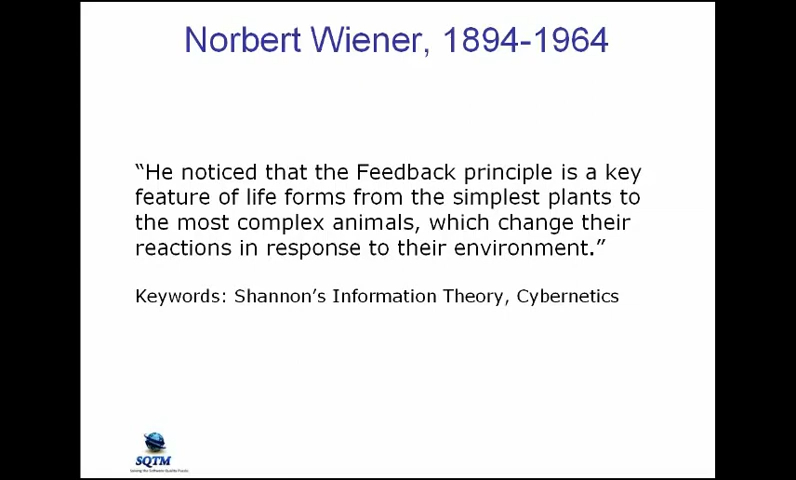 Norbert Wiener, 1894-1964
“He noticed that the Feedback principle is a key
feature of life forms from the simplest plants to
the most complex animals, which change their
reactions in response to their environment.”
Keywords: Shannon’s Information Theory, Cybernetics
SQTM